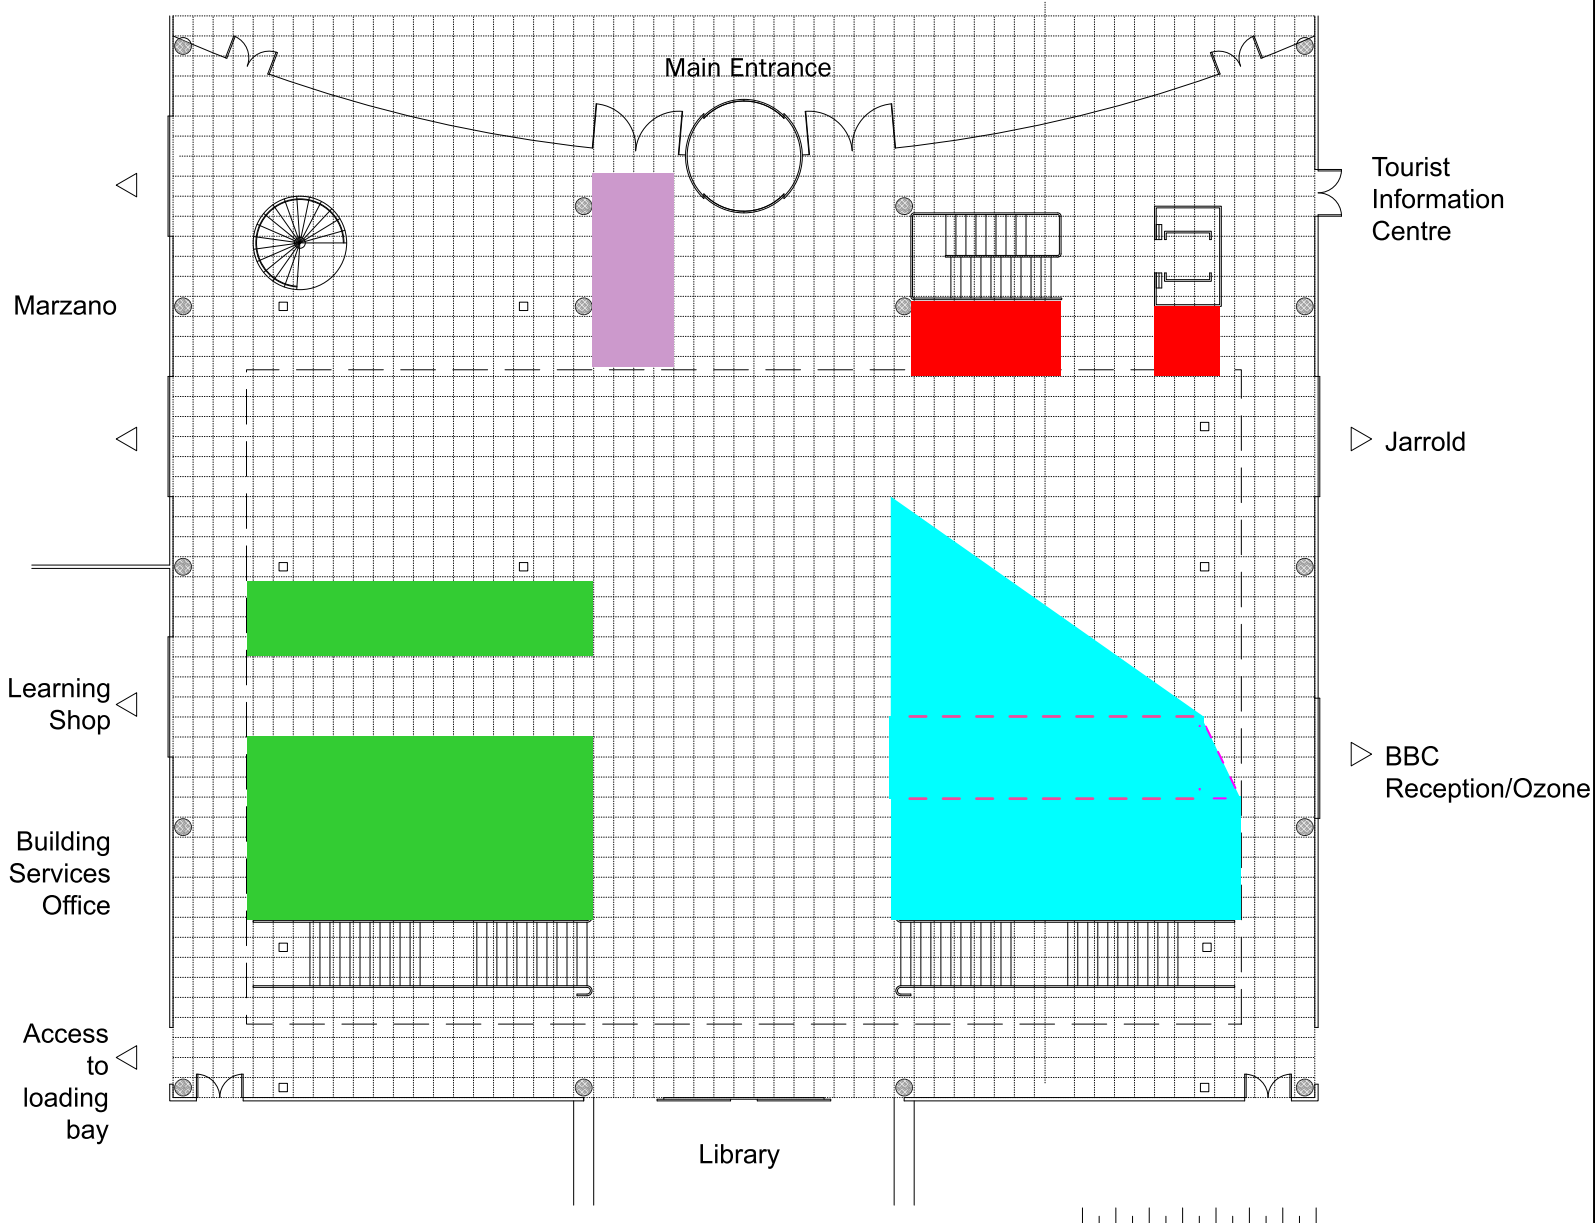 Main Entrance
Tourist
Information
Centre
Marzano
Jarrold
Learning
Shop
BBC
Reception/Ozone
Building
Services
Office
Access
to
loading
bay
Library